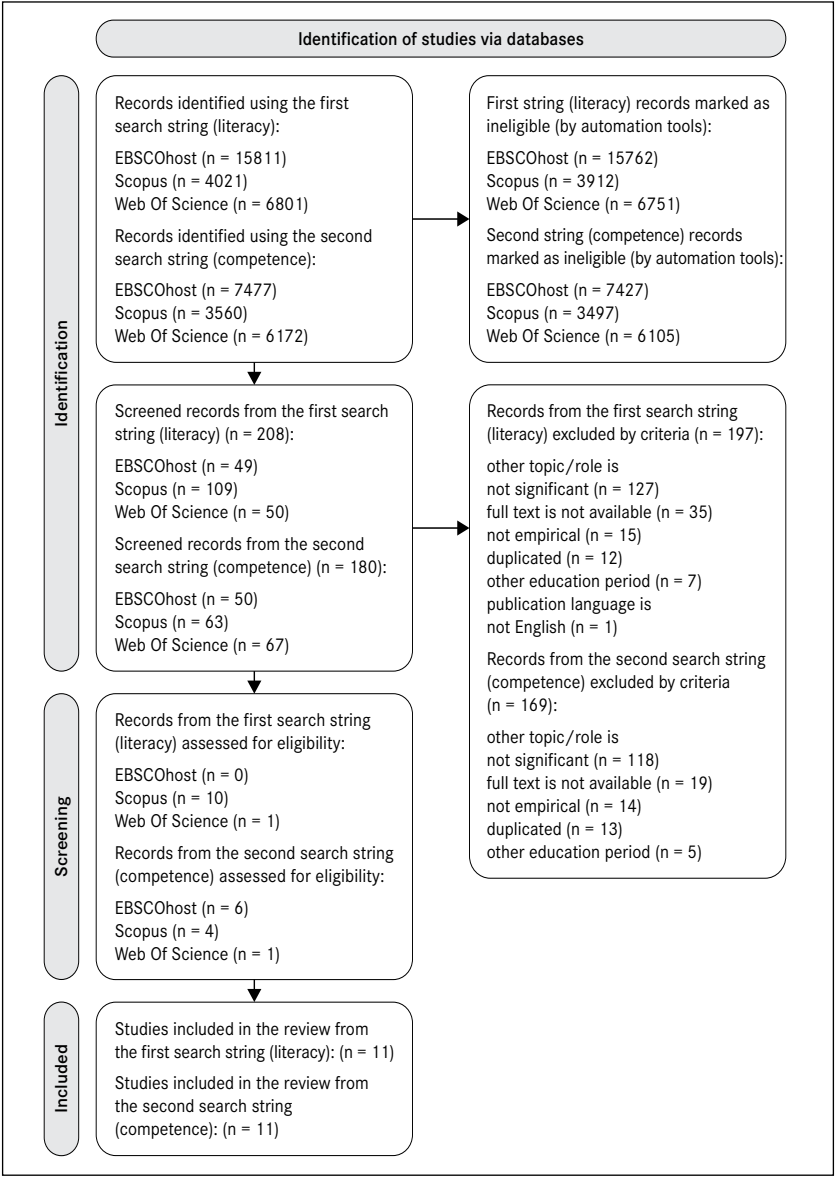 Identification of studies via databases
Identification
Records identified using the first
search string (literacy):
EBSCOhost (n = 15811)
Scopus (n = 4021)
Web Of Science (n = 6801)
Records identified using the second
search string (competence):
EBSCOhost (n = 7477)
Scopus (n = 3560)
Web Of Science (n = 6172)
First string (literacy) records marked as
ineligible (by automation tools):
EBSCOhost (n = 15762)
Scopus (n = 3912)
Web Of Science (n = 6751)
Second string (competence) records
marked as ineligible (by automation tools):
EBSCOhost (n = 7427)
Scopus (n = 3497)
Web Of Science (n = 6105)
Screened records from the first search
string (literacy) (n = 208):
EBSCOhost (n = 49)
Scopus (n = 109)
Web Of Science (n = 50)
Screened records from the second
search string (competence) (n = 180):
EBSCOhost (n = 50)
Scopus (n = 63)
Web Of Science (n = 67)
Records from the first search string
(literacy) excluded by criteria (n = 197):
other topic/role is
not significant (n = 127)
full text is not available (n = 35)
not empirical (n = 15)
duplicated (n = 12)
other education period (n = 7)
publication language is
not English (n = 1)
Records from the second search string
(competence) excluded by criteria
(n = 169):
other topic/role is
not significant (n = 118)
full text is not available (n = 19)
not empirical (n = 14)
duplicated (n = 13)
other education period (n = 5)
Screening
Records from the first search string
(literacy) assessed for eligibility:
EBSCOhost (n = 0)
Scopus (n = 10)
Web Of Science (n = 1)
Records from the second search string
(competence) assessed for eligibility:
EBSCOhost (n = 6)
Scopus (n = 4)
Web Of Science (n = 1)
Included
Studies included in the review from
the first search string (literacy): (n = 11)
Studies included in the review from
the second search string
(competence): (n = 11)